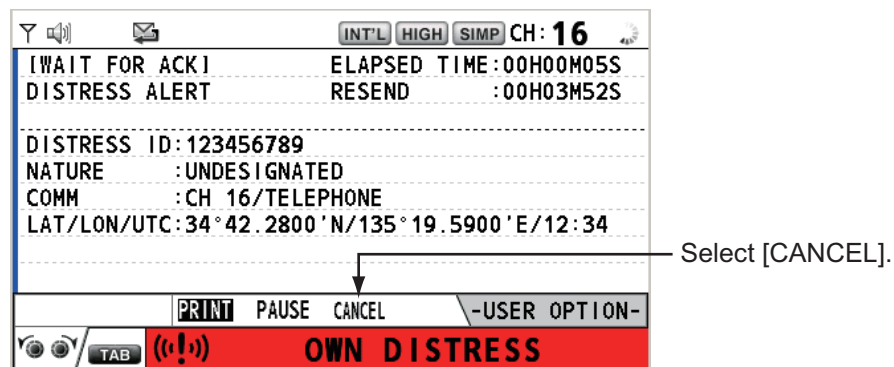 INT'L HIGH SIMP CH:16
[WAIT FOR ACK] ELAPSED TIME:00H00M05S
DISTRESS ALERT RESEND :00H03M52S
DISTRESS ID:123456789
NATURE :UNDESIGNATED
COMM :CH 16/TELEPHONE
LAT/LON/UTC:34°42.2800'N/135°19.5900'E/12:34
Select [CANCEL].
PRINT PAUSE CANCEL -USER OPTION-
TAB OWN DISTRESS